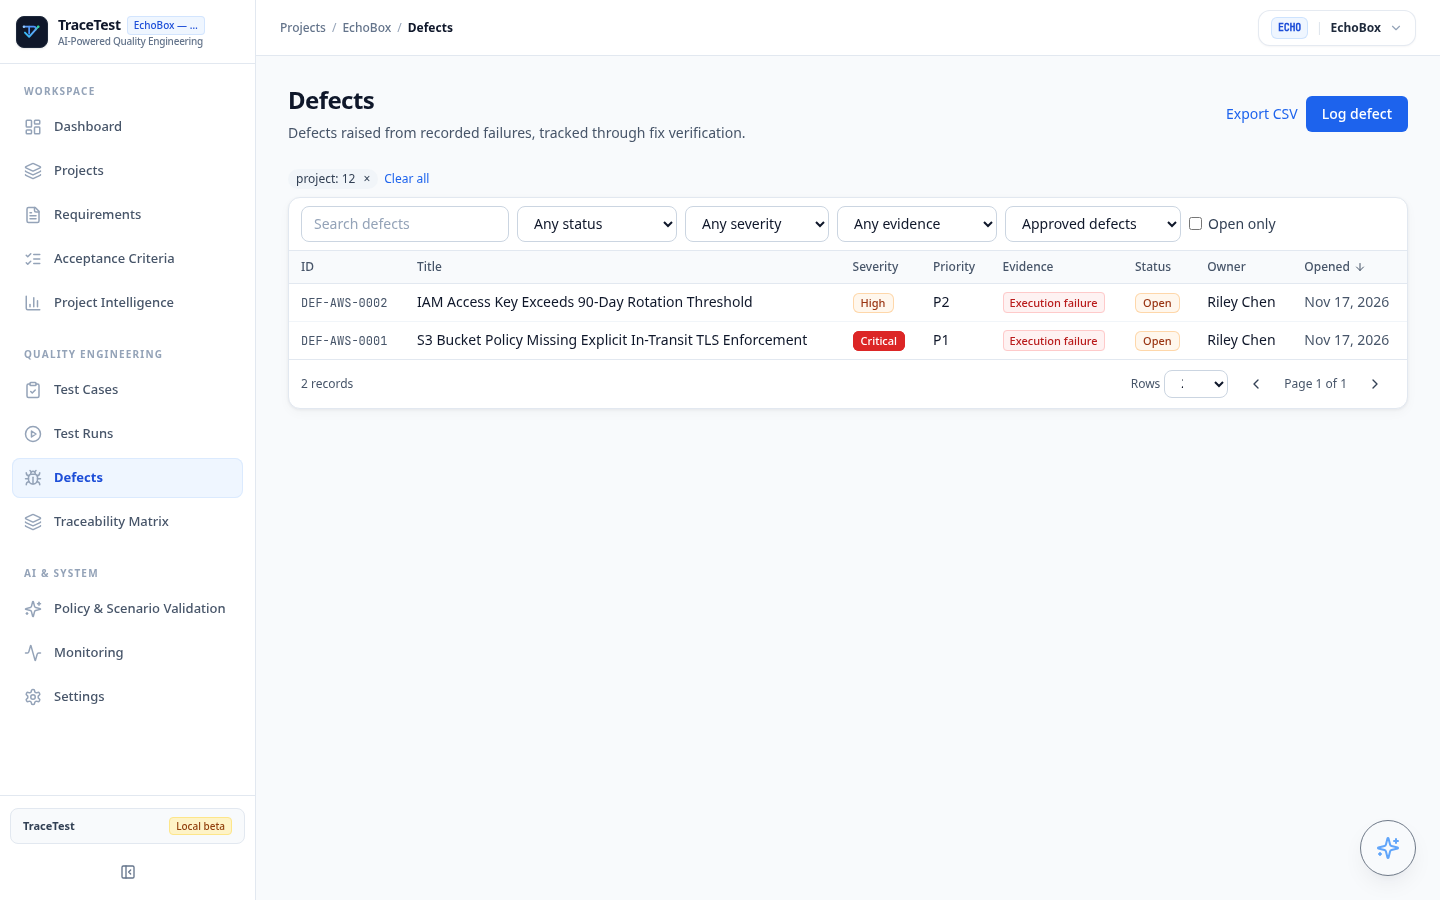 TraceTest EchoBox — ...
AI-Powered Quality Engineering
WORKSPACE
Dashboard
Projects
Requirements
Acceptance Criteria
Project Intelligence
QUALITY ENGINEERING
Test Cases
Test Runs
Defects
Traceability Matrix
AI & SYSTEM
Policy & Scenario Validation
Monitoring
Settings
TraceTest Local beta
Projects / EchoBox / Defects
ECHO EchoBox
Defects
Defects raised from recorded failures, tracked through fix verification.
Export CSV Log defect
project: 12 × Clear all
Search defects Any status Any severity Any evidence Approved defects Open only
ID Title Severity Priority Evidence Status Owner Opened ↓
DEF-AWS-0002 IAM Access Key Exceeds 90-Day Rotation Threshold High P2 Execution failure Open Riley Chen Nov 17, 2026
DEF-AWS-0001 S3 Bucket Policy Missing Explicit In-Transit TLS Enforcement Critical P1 Execution failure Open Riley Chen Nov 17, 2026
2 records Rows Page 1 of 1